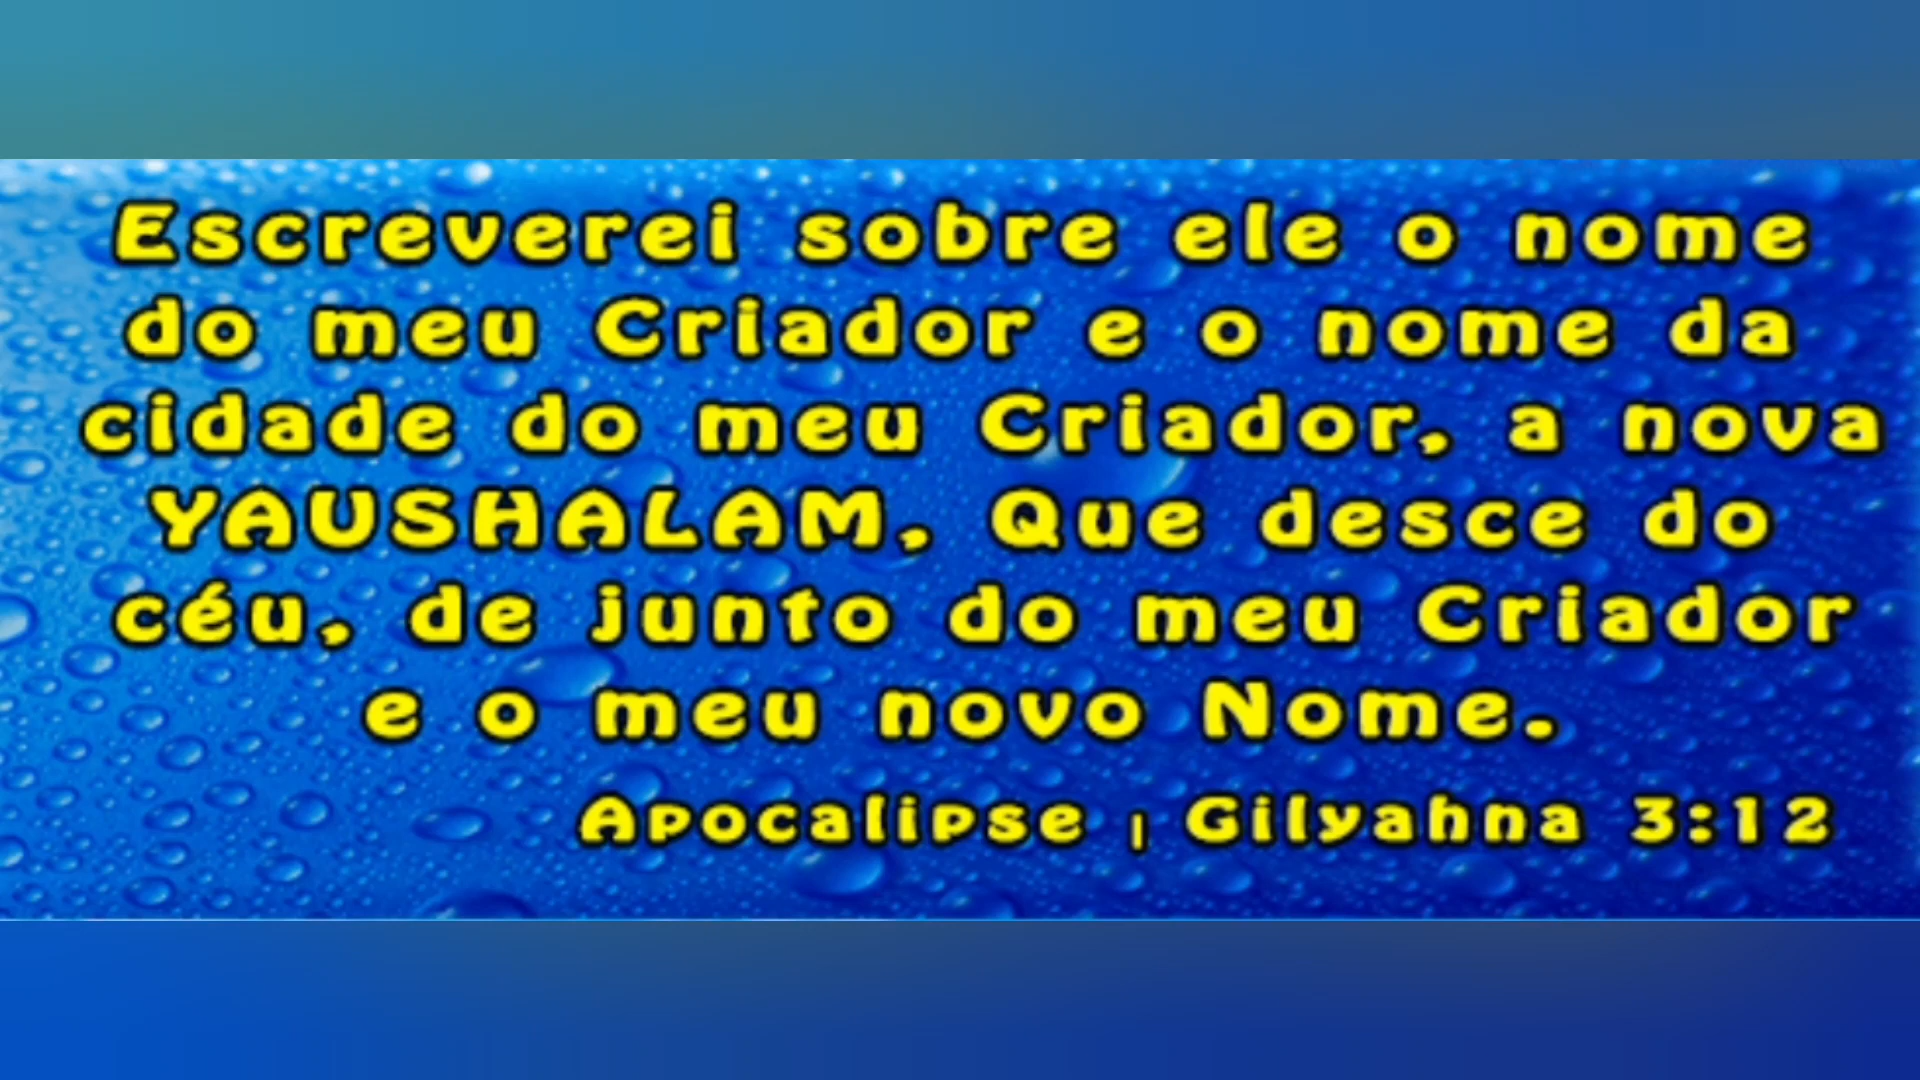 Escreverei sobre ele o nome
do meu Criador e o nome da
cidade do meu Criador, a nova
YAUSHALAM, Que desce do
céu, de junto do meu Criador
e o meu novo Nome.
Apocalipse | Gilyahna 3:12